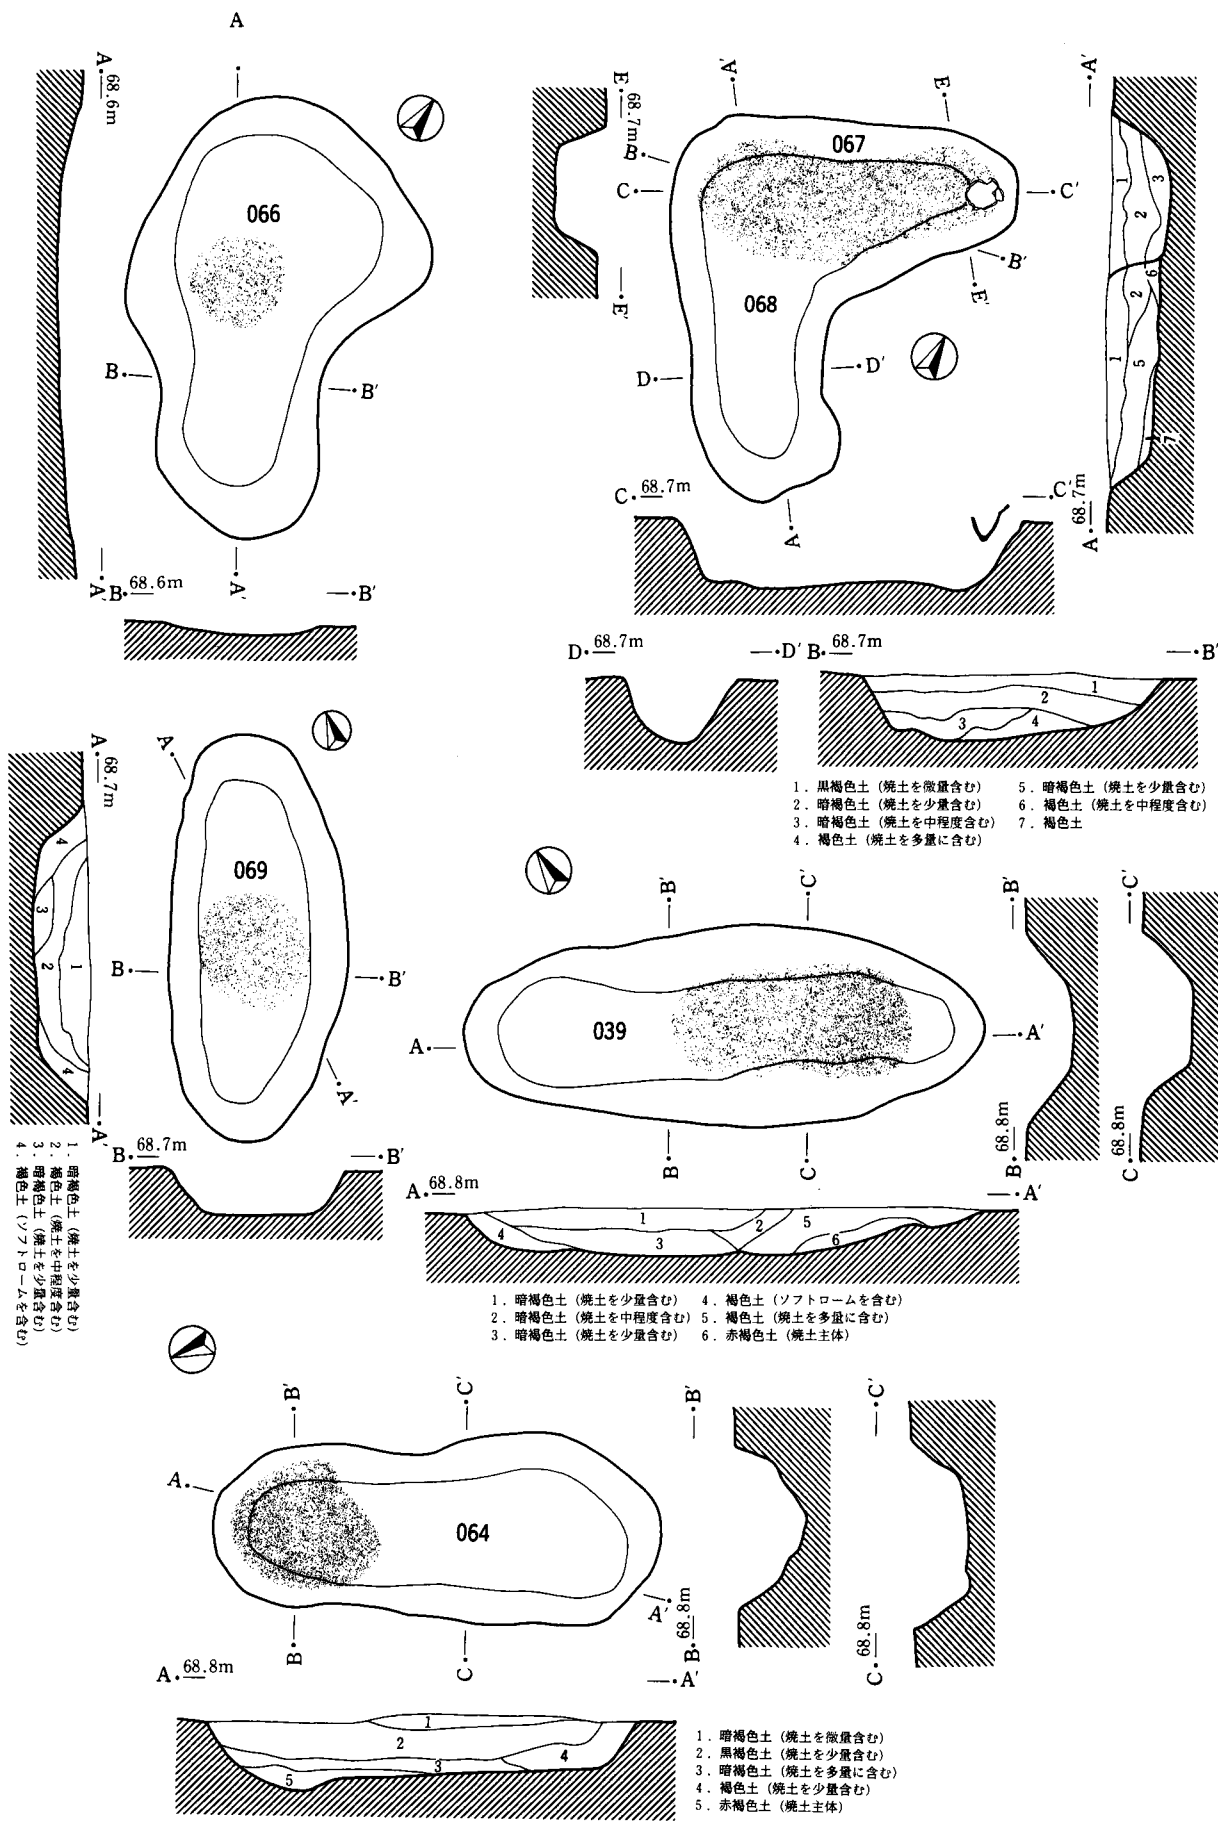 A
A
68.6m
066
B
B′
A′
A′
B
68.6m
B′
E
68.7m
E′
A′
E
B
C
067
C′
B′
E′
068
D
D′
A
A′
1
3
2
6
2
1
5
7
A
68.7m
C
68.7m
C′
D
68.7m
D′
B
68.7m
B′
1
2
3
4
1．黒褐色土（焼土を微量含む）
2．暗褐色土（焼土を少量含む）
3．暗褐色土（焼土を中程度含む）
4．褐色土（焼土を多量に含む）
5．暗褐色土（焼土を少量含む）
6．褐色土（焼土を中程度含む）
7．褐色土
A
68.7m
4
3
2
1
4
A′
A
069
B
B′
A′
B
68.7m
B′
1．暗褐色土（焼土を少量含む）
2．褐色土（焼土を中程度含む）
3．暗褐色土（焼土を少量含む）
4．褐色土（ソフトロームを含む）
B′
C′
039
A
A′
B
C
B′
68.8m
B
C′
68.8m
C
A
68.8m
A′
1
2
5
4
3
6
1．暗褐色土（焼土を少量含む）
2．暗褐色土（焼土を中程度含む）
3．暗褐色土（焼土を少量含む）
4．褐色土（ソフトロームを含む）
5．褐色土（焼土を多量に含む）
6．赤褐色土（焼土主体）
B′
C′
A
064
A′
B
C
B′
68.8m
B
C′
68.8m
C
A
68.8m
A′
1
2
3
4
5
1．暗褐色土（焼土を微量含む）
2．黒褐色土（焼土を少量含む）
3．暗褐色土（焼土を多量に含む）
4．褐色土（焼土を少量含む）
5．赤褐色土（焼土主体）